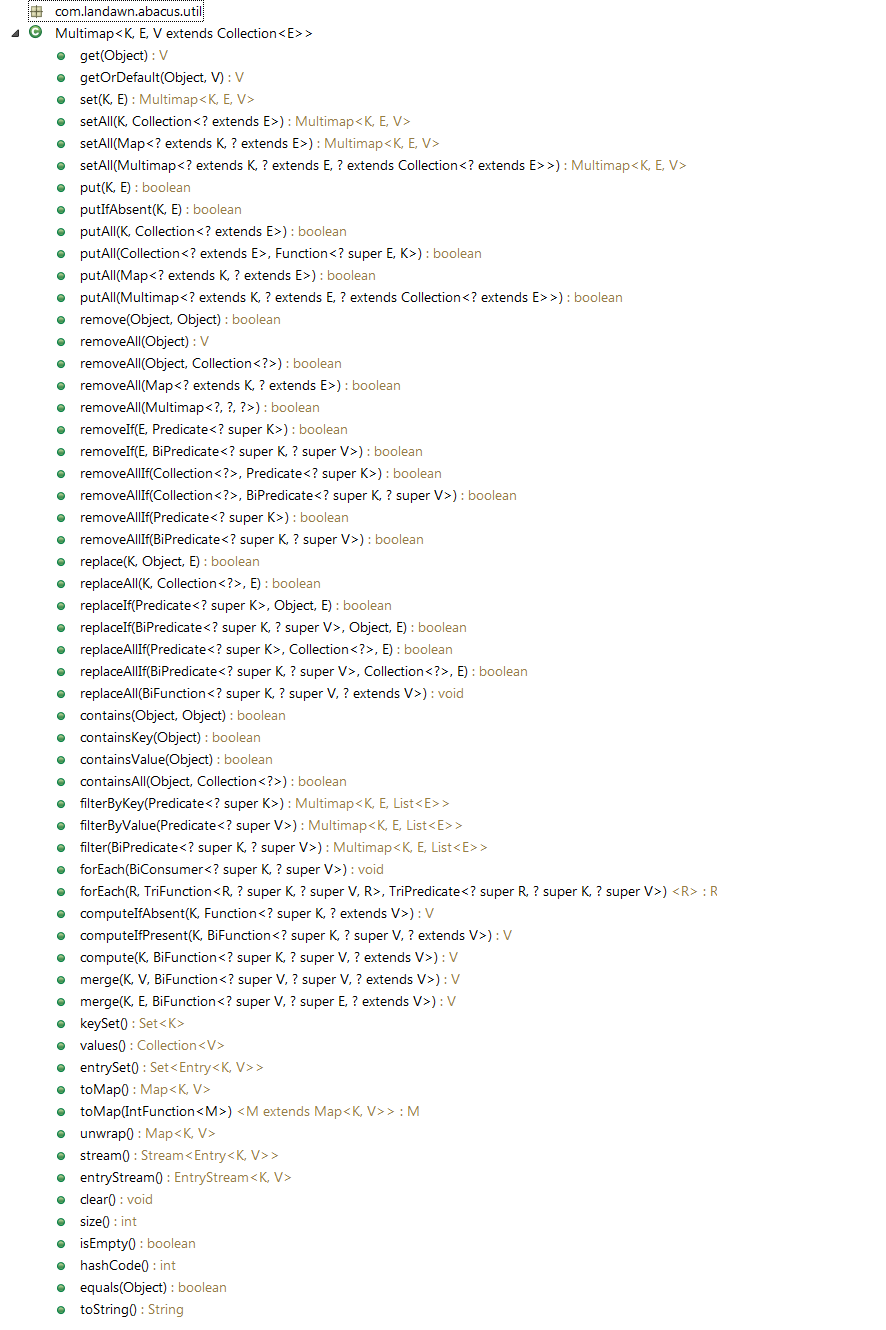 com.landawn.abacus.util
Multimap<K, E, V extends Collection<E>>
get(Object) : V
getOrDefault(Object, V) : V
set(K, E) : Multimap<K, E, V>
setAll(K, Collection<? extends E>) : Multimap<K, E, V>
setAll(Map<? extends K, ? extends E>) : Multimap<K, E, V>
setAll(Multimap<? extends K, ? extends E, ? extends Collection<? extends E>>) : Multimap<K, E, V>
put(K, E) : boolean
putIfAbsent(K, E) : boolean
putAll(K, Collection<? extends E>) : boolean
putAll(Collection<? extends E>, Function<? super E, K>) : boolean
putAll(Map<? extends K, ? extends E>) : boolean
putAll(Multimap<? extends K, ? extends E, ? extends Collection<? extends E>>) : boolean
remove(Object, Object) : boolean
removeAll(Object) : V
removeAll(Object, Collection<?>) : boolean
removeAll(Map<? extends K, ? extends E>) : boolean
removeAll(Multimap<?, ?, ?>) : boolean
removeIf(E, Predicate<? super K>) : boolean
removeIf(E, BiPredicate<? super K, ? super V>) : boolean
removeAllIf(Collection<?>, Predicate<? super K>) : boolean
removeAllIf(Collection<?>, BiPredicate<? super K, ? super V>) : boolean
removeAllIf(Predicate<? super K>) : boolean
removeAllIf(BiPredicate<? super K, ? super V>) : boolean
replace(K, Object, E) : boolean
replaceAll(K, Collection<?>, E) : boolean
replaceIf(Predicate<? super K>, Object, E) : boolean
replaceIf(BiPredicate<? super K, ? super V>, Object, E) : boolean
replaceAllIf(Predicate<? super K>, Collection<?>, E) : boolean
replaceAllIf(BiPredicate<? super K, ? super V>, Collection<?>, E) : boolean
replaceAll(BiFunction<? super K, ? super V, ? extends V>) : void
contains(Object, Object) : boolean
containsKey(Object) : boolean
containsValue(Object) : boolean
containsAll(Object, Collection<?>) : boolean
filterByKey(Predicate<? super K>) : Multimap<K, E, List<E>>
filterByValue(Predicate<? super V>) : Multimap<K, E, List<E>>
filter(BiPredicate<? super K, ? super V>) : Multimap<K, E, List<E>>
forEach(BiConsumer<? super K, ? super V>) : void
forEach(R, TriFunction<R, ? super K, ? super V, R>, TriPredicate<? super R, ? super K, ? super V>) <R> : R
computeIfAbsent(K, Function<? super K, ? extends V>) : V
computeIfPresent(K, BiFunction<? super K, ? super V, ? extends V>) : V
compute(K, BiFunction<? super K, ? super V, ? extends V>) : V
merge(K, V, BiFunction<? super V, ? super V, ? extends V>) : V
merge(K, E, BiFunction<? super V, ? super E, ? extends V>) : V
keySet() : Set<K>
values() : Collection<V>
entrySet() : Set<Entry<K, V>>
toMap() : Map<K, V>
toMap(IntFunction<M>) <M extends Map<K, V>> : M
unwrap() : Map<K, V>
stream() : Stream<Entry<K, V>>
entryStream() : EntryStream<K, V>
clear() : void
size() : int
isEmpty() : boolean
hashCode() : int
equals(Object) : boolean
toString() : String